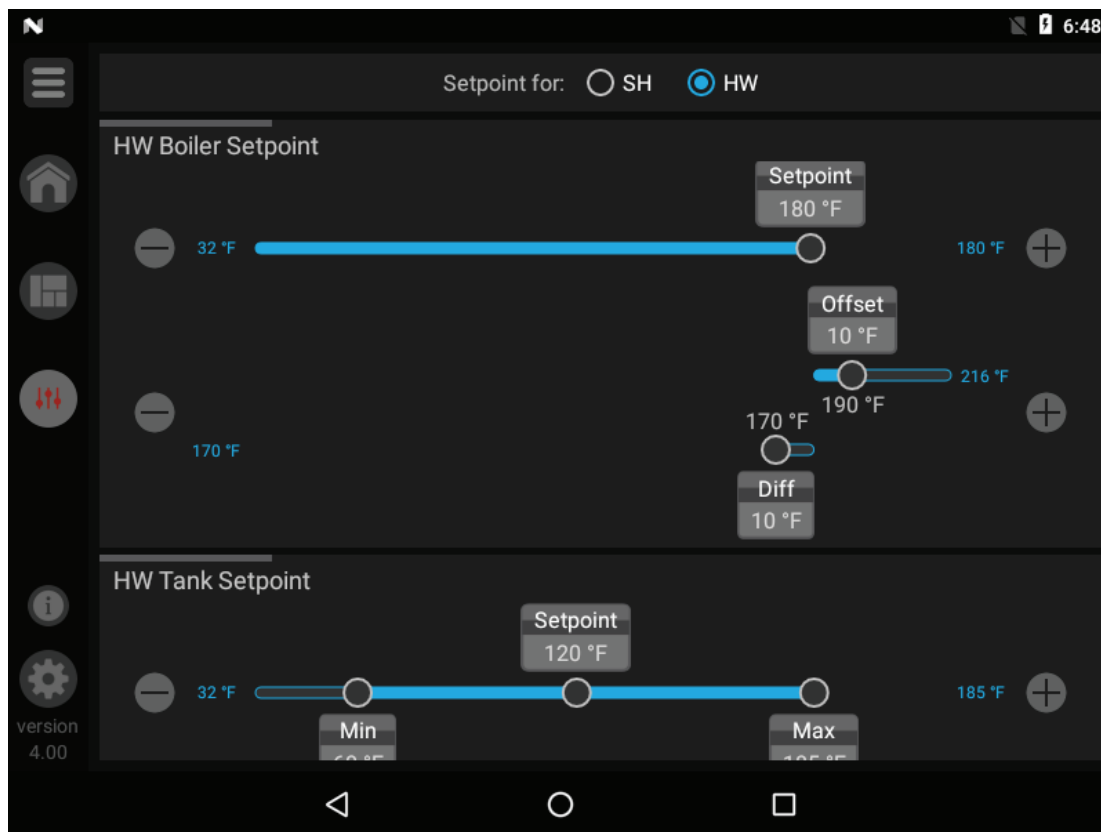 6:48
Setpoint for: SH HW
HW Boiler Setpoint
Setpoint
180 °F
32 °F
180 °F
Offset
10 °F
216 °F
190 °F
170 °F
170 °F
Diff
10 °F
HW Tank Setpoint
Setpoint
120 °F
32 °F
185 °F
Min
Max
version
4.00